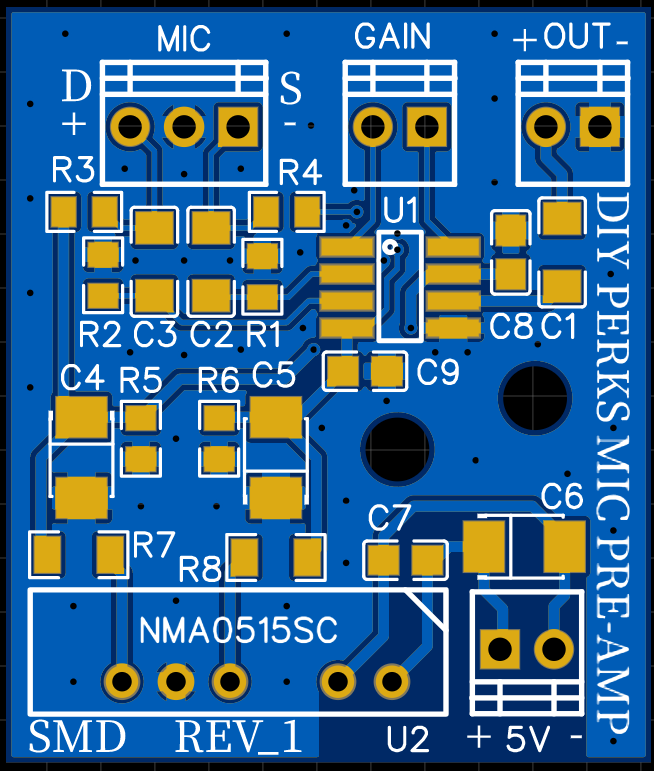 MIC GAIN +OUT-
D S
+ -
R3 R4
U1
R2 C3 C2 R1 C8 C1
C4 R5 R6 C5 C9
C7 C6
R7 R8
NMA0515SC
SMD REV_1 U2 + 5V -
DIY PERKS MIC PRE-AMP